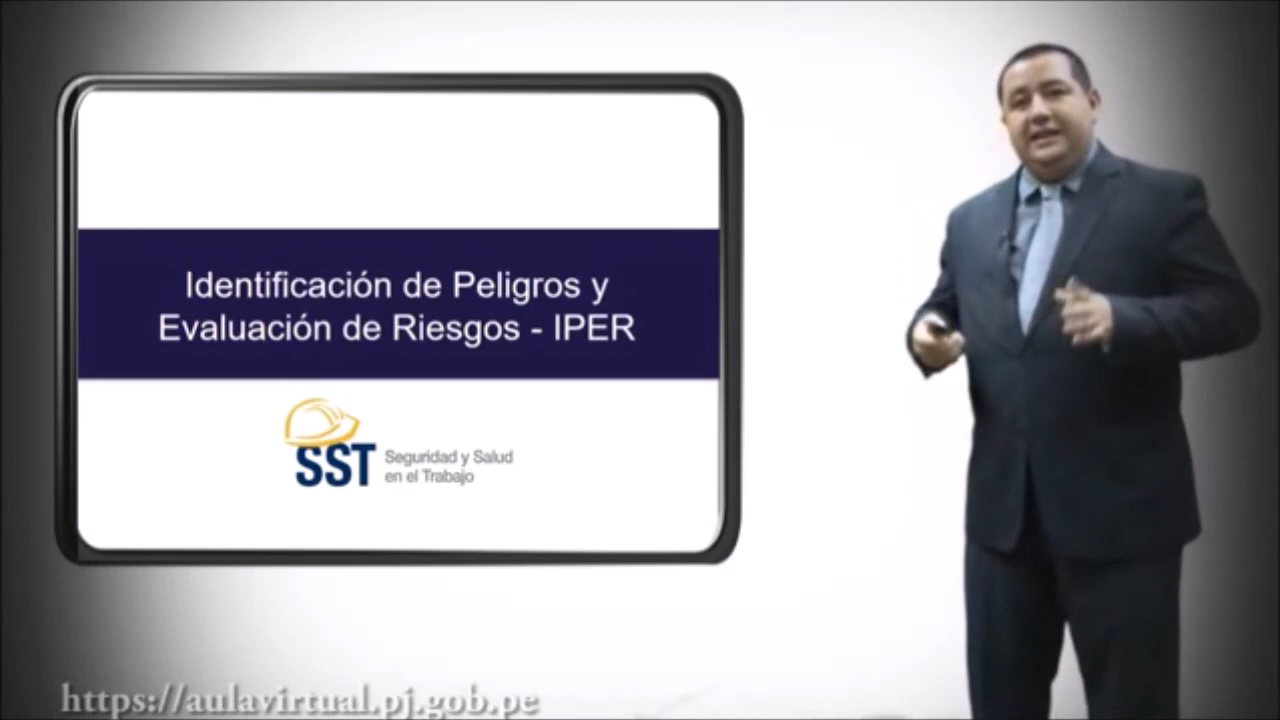 Identificación de Peligros y
Evaluación de Riesgos - IPER
SST
Seguridad y Salud
en el Trabajo
https://aulavirtual.pj.gob.pe